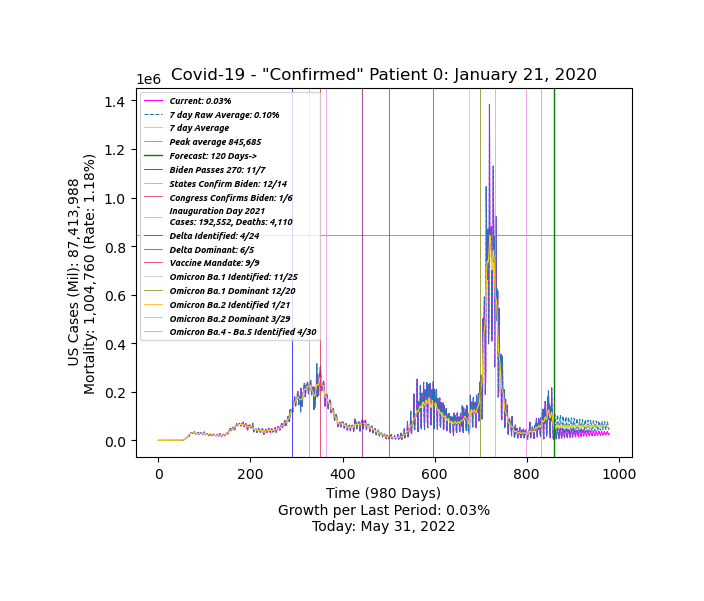 Covid-19 - "Confirmed" Patient 0: January 21, 2020
1e6
1.4
1.2
1.0
0.8
0.6
0.4
0.2
0.0
US Cases (Mil): 87,413,988
Mortality: 1,004,760 (Rate: 1.18%)
Current: 0.03%
7 day Raw Average: 0.10%
7 day Average
Peak average 845,685
Forecast: 120 Days->
Biden Passes 270: 11/7
States Confirm Biden: 12/14
Congress Confirms Biden: 1/6
Inauguration Day 2021
Cases: 192,552, Deaths: 4,110
Delta Identified: 4/24
Delta Dominant: 6/5
Vaccine Mandate: 9/9
Omicron Ba.1 Identified: 11/25
Omicron Ba.1 Dominant 12/20
Omicron Ba.2 Identified 1/21
Omicron Ba.2 Dominant 3/29
Omicron Ba.4 - Ba.5 Identified 4/30
0 200 400 600 800 1000
Time (980 Days)
Growth per Last Period: 0.03%
Today: May 31, 2022